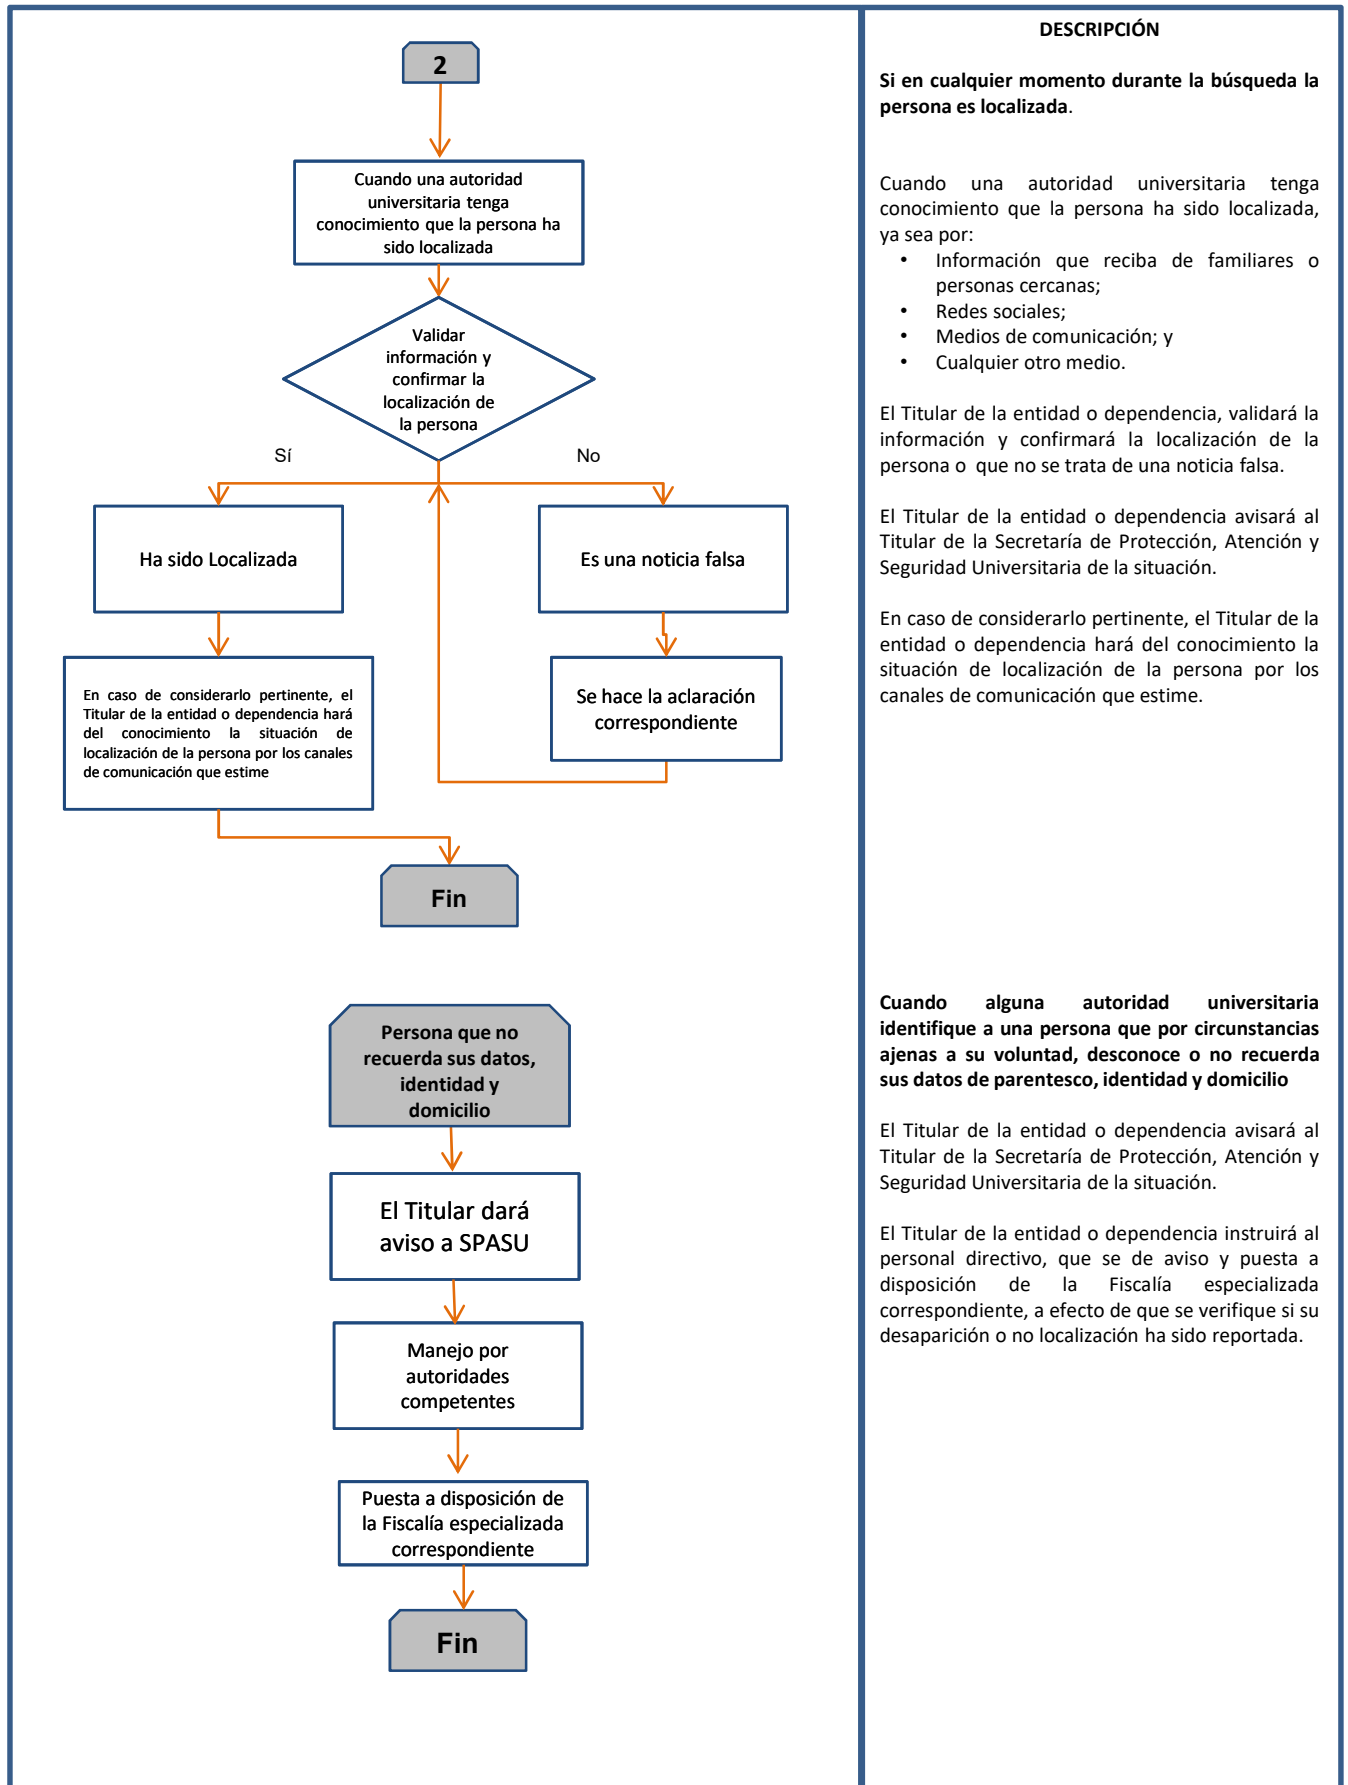 2
Cuando una autoridad
universitaria tenga
conocimiento que la persona ha
sido localizada
Validar
información y
confirmar la
localización de
la persona
Sí
No
Ha sido Localizada
Es una noticia falsa
En caso de considerarlo pertinente, el
Titular de la entidad o dependencia hará
del conocimiento la situación de
localización de la persona por los canales
de comunicación que estime
Se hace la aclaración
correspondiente
Fin
Persona que no
recuerda sus datos,
identidad y
domicilio
El Titular dará
aviso a SPASU
Manejo por
autoridades
competentes
Puesta a disposición de
la Fiscalía especializada
correspondiente
Fin
DESCRIPCIÓN
Si en cualquier momento durante la búsqueda la
persona es localizada.
Cuando una autoridad universitaria tenga
conocimiento que la persona ha sido localizada,
ya sea por:
• Información que reciba de familiares o
personas cercanas;
• Redes sociales;
• Medios de comunicación; y
• Cualquier otro medio.
El Titular de la entidad o dependencia, validará la
información y confirmará la localización de la
persona o que no se trata de una noticia falsa.
El Titular de la entidad o dependencia avisará al
Titular de la Secretaría de Protección, Atención y
Seguridad Universitaria de la situación.
En caso de considerarlo pertinente, el Titular de la
entidad o dependencia hará del conocimiento la
situación de localización de la persona por los
canales de comunicación que estime.
Cuando alguna autoridad universitaria
identifique a una persona que por circunstancias
ajenas a su voluntad, desconoce o no recuerda
sus datos de parentesco, identidad y domicilio
El Titular de la entidad o dependencia avisará al
Titular de la Secretaría de Protección, Atención y
Seguridad Universitaria de la situación.
El Titular de la entidad o dependencia instruirá al
personal directivo, que se de aviso y puesta a
disposición de la Fiscalía especializada
correspondiente, a efecto de que se verifique si su
desaparición o no localización ha sido reportada.